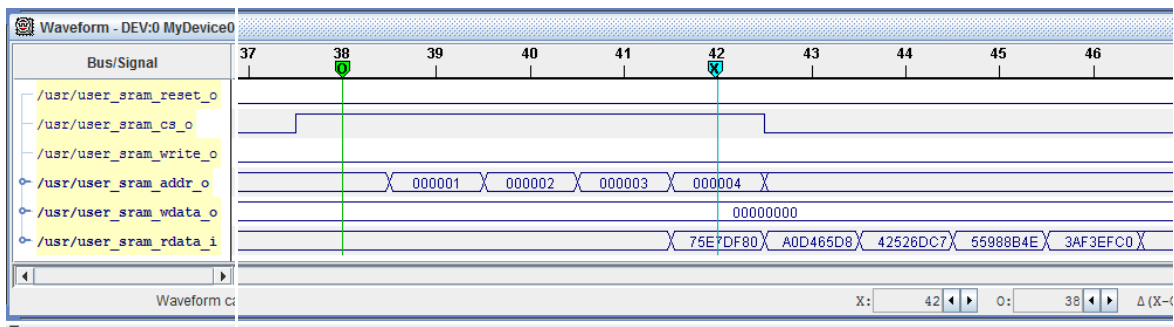 Waveform - DEV:0 MyDevice0
Bus/Signal 37 38 39 40 41 42 43 44 45 46
O X
/usr/user_sram_reset_o
/usr/user_sram_cs_o
/usr/user_sram_write_o
/usr/user_sram_addr_o 000001 000002 000003 000004
/usr/user_sram_wdata_o 00000000
/usr/user_sram_rdata_i 75E7DF80 A0D465D8 42526DC7 55988B4E 3AF3EFC0
Waveform ca X: 42 O: 38 Δ(X-O